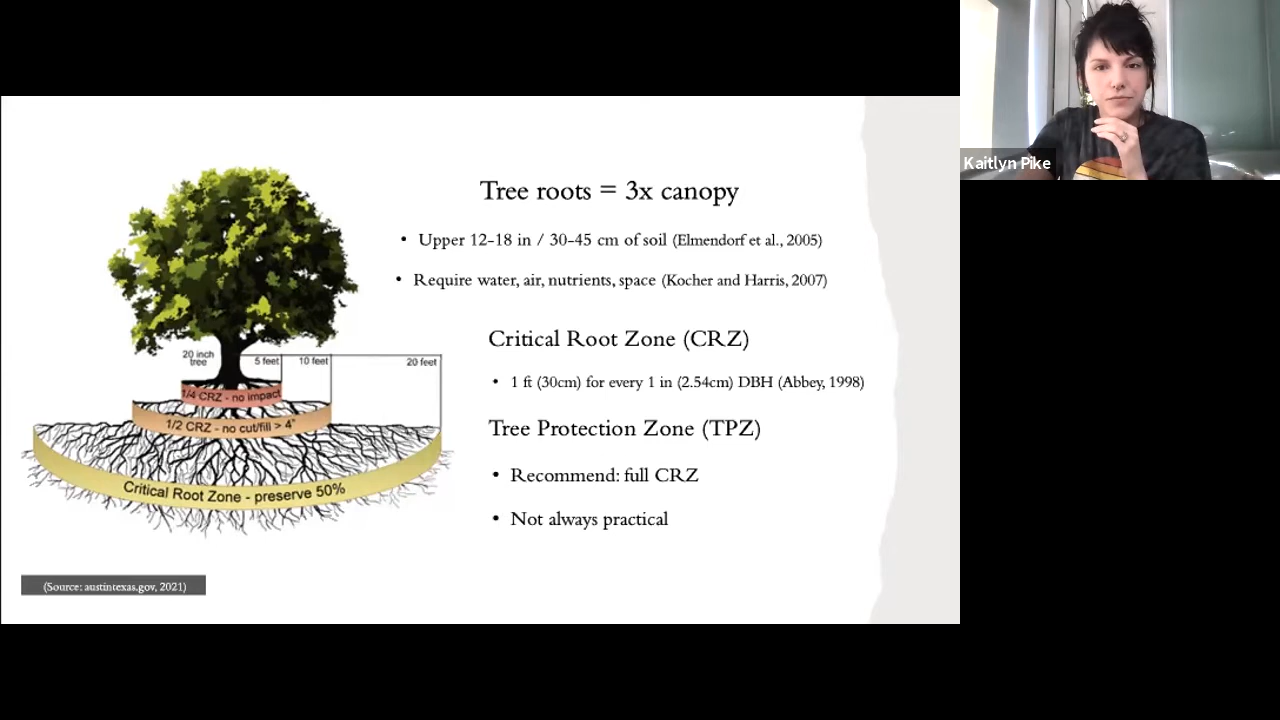 Kaitlyn Pike
Tree roots = 3x canopy
• Upper 12-18 in / 30-45 cm of soil (Elmendorf et al., 2005)
• Require water, air, nutrients, space (Kocher and Harris, 2007)
Critical Root Zone (CRZ)
• 1 ft (30cm) for every 1 in (2.54cm) DBH (Abbey, 1998)
Tree Protection Zone (TPZ)
• Recommend: full CRZ
• Not always practical
20 inch
tree
5 feet
10 feet
20 feet
1/4 CRZ - no impact
1/2 CRZ - no cut/fill > 4"
Critical Root Zone - preserve 50%
(Source: austintexas.gov, 2021)